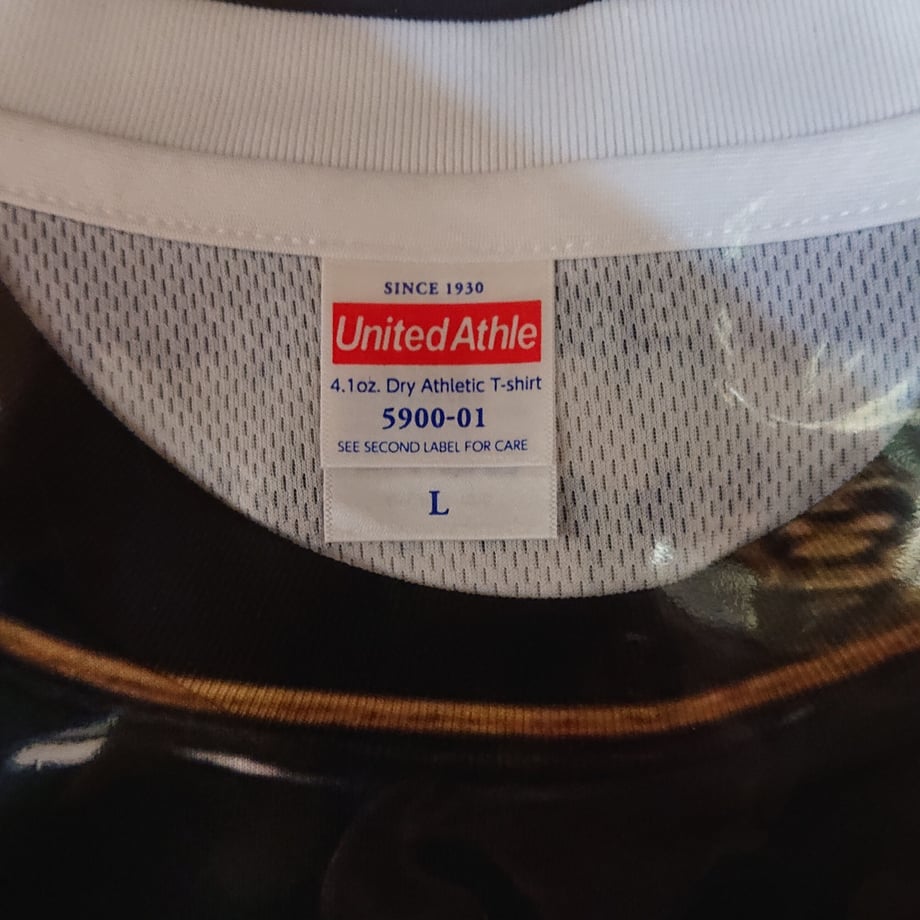 SINCE 1930
United Athle
4.1oz. Dry Athletic T-shirt
5900-01
SEE SECOND LABEL FOR CARE
L